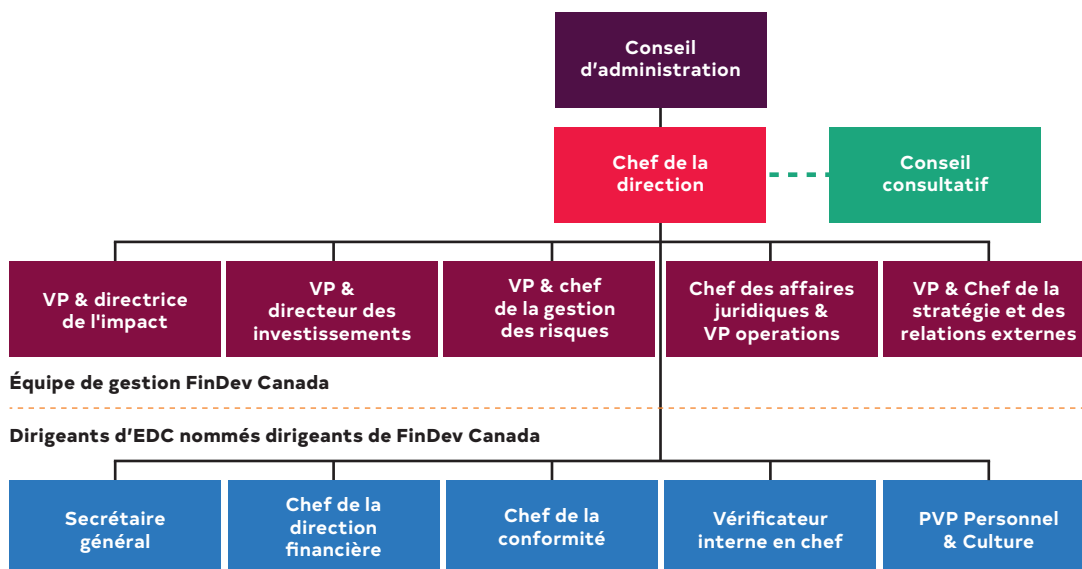 Conseil
d'administration
Chef de la
direction
Conseil
consultatif
VP & directrice
de l'impact
VP &
directeur des
investissements
VP & chef
de la gestion
des risques
Chef des affaires
juridiques &
VP operations
VP & Chef de la
stratégie et des
relations externes
Équipe de gestion FinDev Canada
Dirigeants d'EDC nommés dirigeants de FinDev Canada
Secrétaire
général
Chef de la
direction
financière
Chef de la
conformité
Vérificateur
interne en chef
PVP Personnel
& Culture